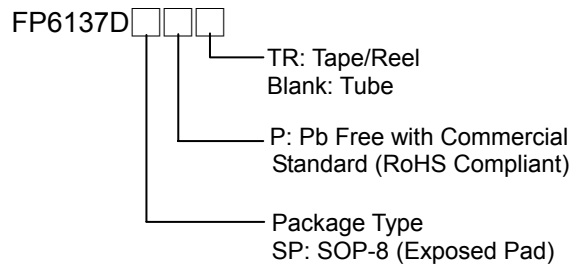 FP6137D
TR: Tape/Reel
Blank: Tube
P: Pb Free with Commercial
Standard (RoHS Compliant)
Package Type
SP: SOP-8 (Exposed Pad)